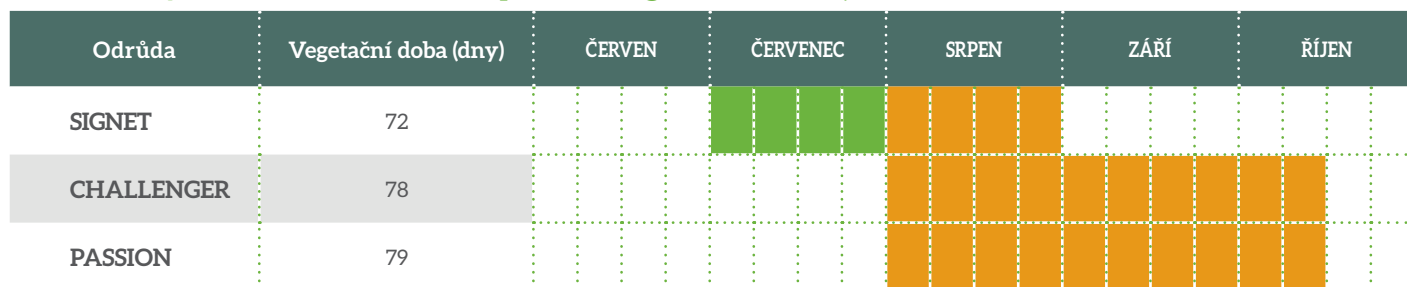 Odrůda Vegetační doba (dny) ČERVEN ČERVENEC SRPEN ZÁŘÍ ŘÍJEN
SIGNET 72
CHALLENGER 78
PASSION 79